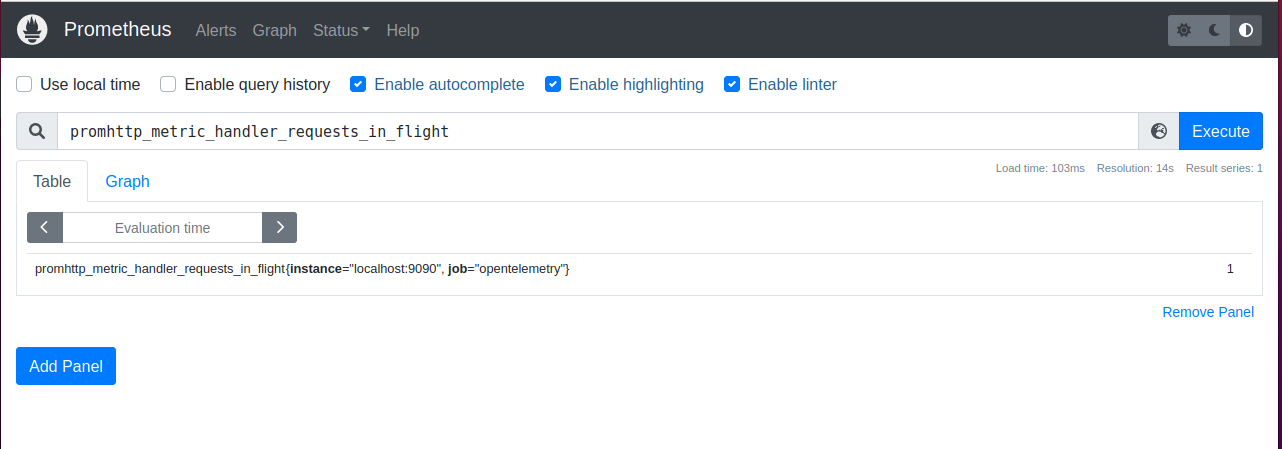 Prometheus Alerts Graph Status Help
Use local time Enable query history Enable autocomplete Enable highlighting Enable linter
promhttp_metric_handler_requests_in_flight Execute
Load time: 103ms Resolution: 14s Result series: 1
Table Graph
Evaluation time
promhttp_metric_handler_requests_in_flight{instance="localhost:9090", job="opentelemetry"} 1
Remove Panel
Add Panel